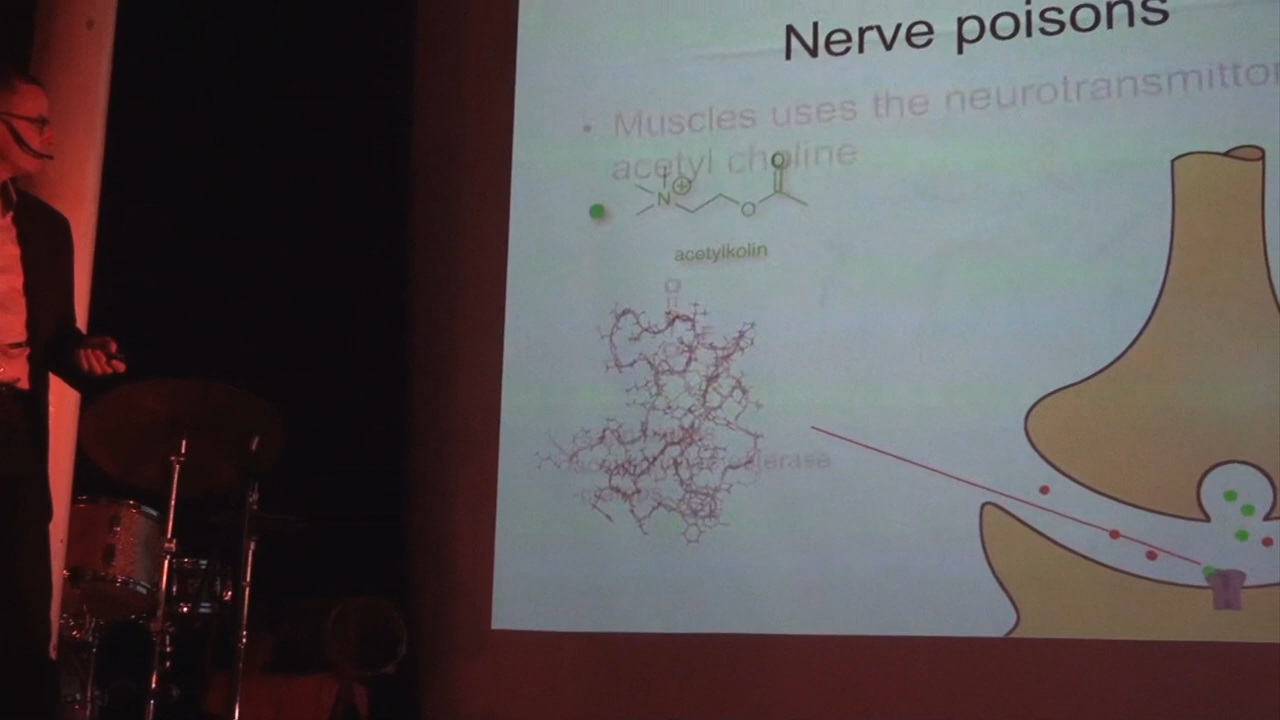 Nerve poisons
• Muscles uses the neurotransmittor
acetyl choline
O
N
O
acetylkolin
O